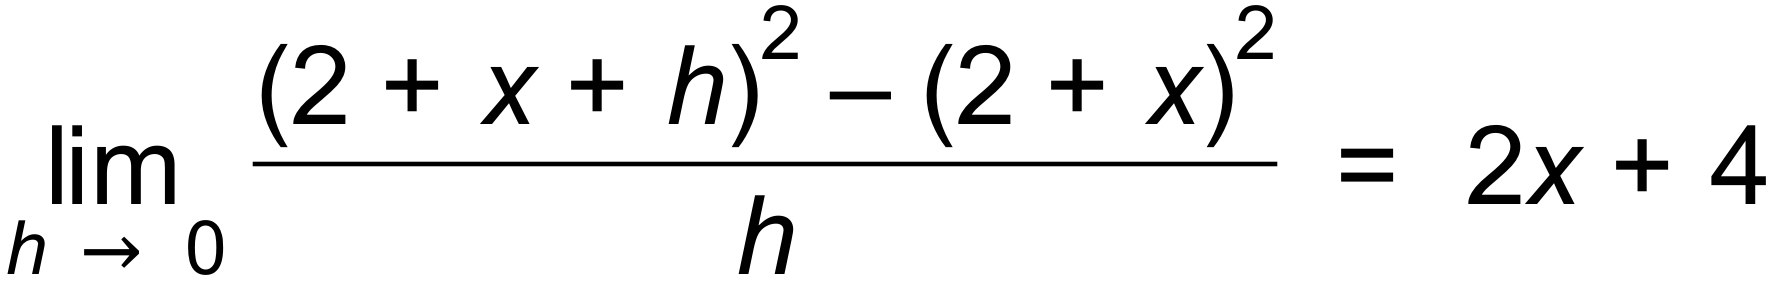 lim h → 0 (2 + x + h)² – (2 + x)² / h = 2x + 4